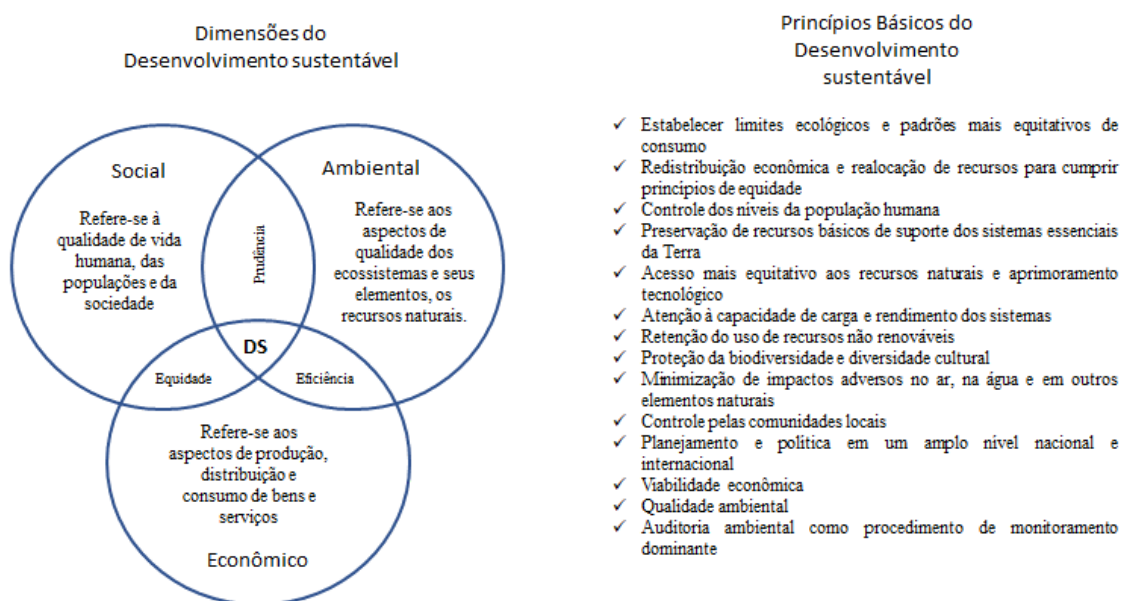 Dimensões do
Desenvolvimento sustentável
Social
Refere-se à
qualidade de vida
humana, das
populações e da
sociedade
Prudência
Ambiental
Refere-se aos
aspectos de
qualidade dos
ecossistemas e seus
elementos, os
recursos naturais.
DS
Equidade
Eficiência
Refere-se aos
aspectos de produção,
distribuição e
consumo de bens e
serviços
Econômico
Princípios Básicos do
Desenvolvimento
sustentável
✓ Estabelecer limites ecológicos e padrões mais equitativos de
consumo
✓ Redistribuição econômica e realocação de recursos para cumprir
princípios de equidade
✓ Controle dos níveis da população humana
✓ Preservação de recursos básicos de suporte dos sistemas essenciais
da Terra
✓ Acesso mais equitativo aos recursos naturais e aprimoramento
tecnológico
✓ Atenção à capacidade de carga e rendimento dos sistemas
✓ Retenção do uso de recursos não renováveis
✓ Proteção da biodiversidade e diversidade cultural
✓ Minimização de impactos adversos no ar, na água e em outros
elementos naturais
✓ Controle pelas comunidades locais
✓ Planejamento e política em um amplo nível nacional e
internacional
✓ Viabilidade econômica
✓ Qualidade ambiental
✓ Auditoria ambiental como procedimento de monitoramento
dominante